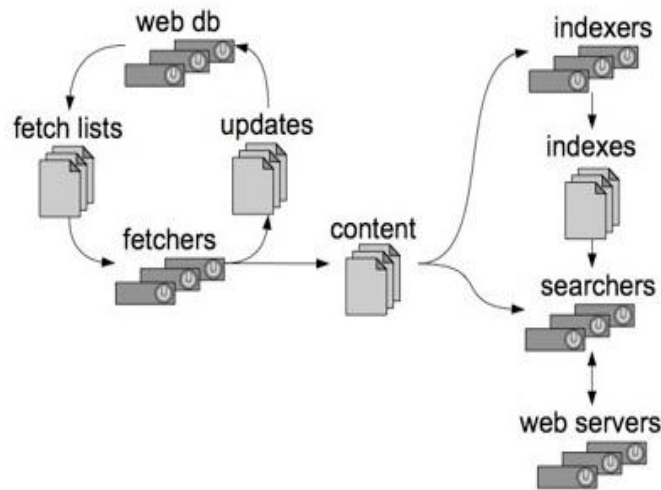 web db
indexers
fetch lists
updates
indexes
content
fetchers
searchers
web servers